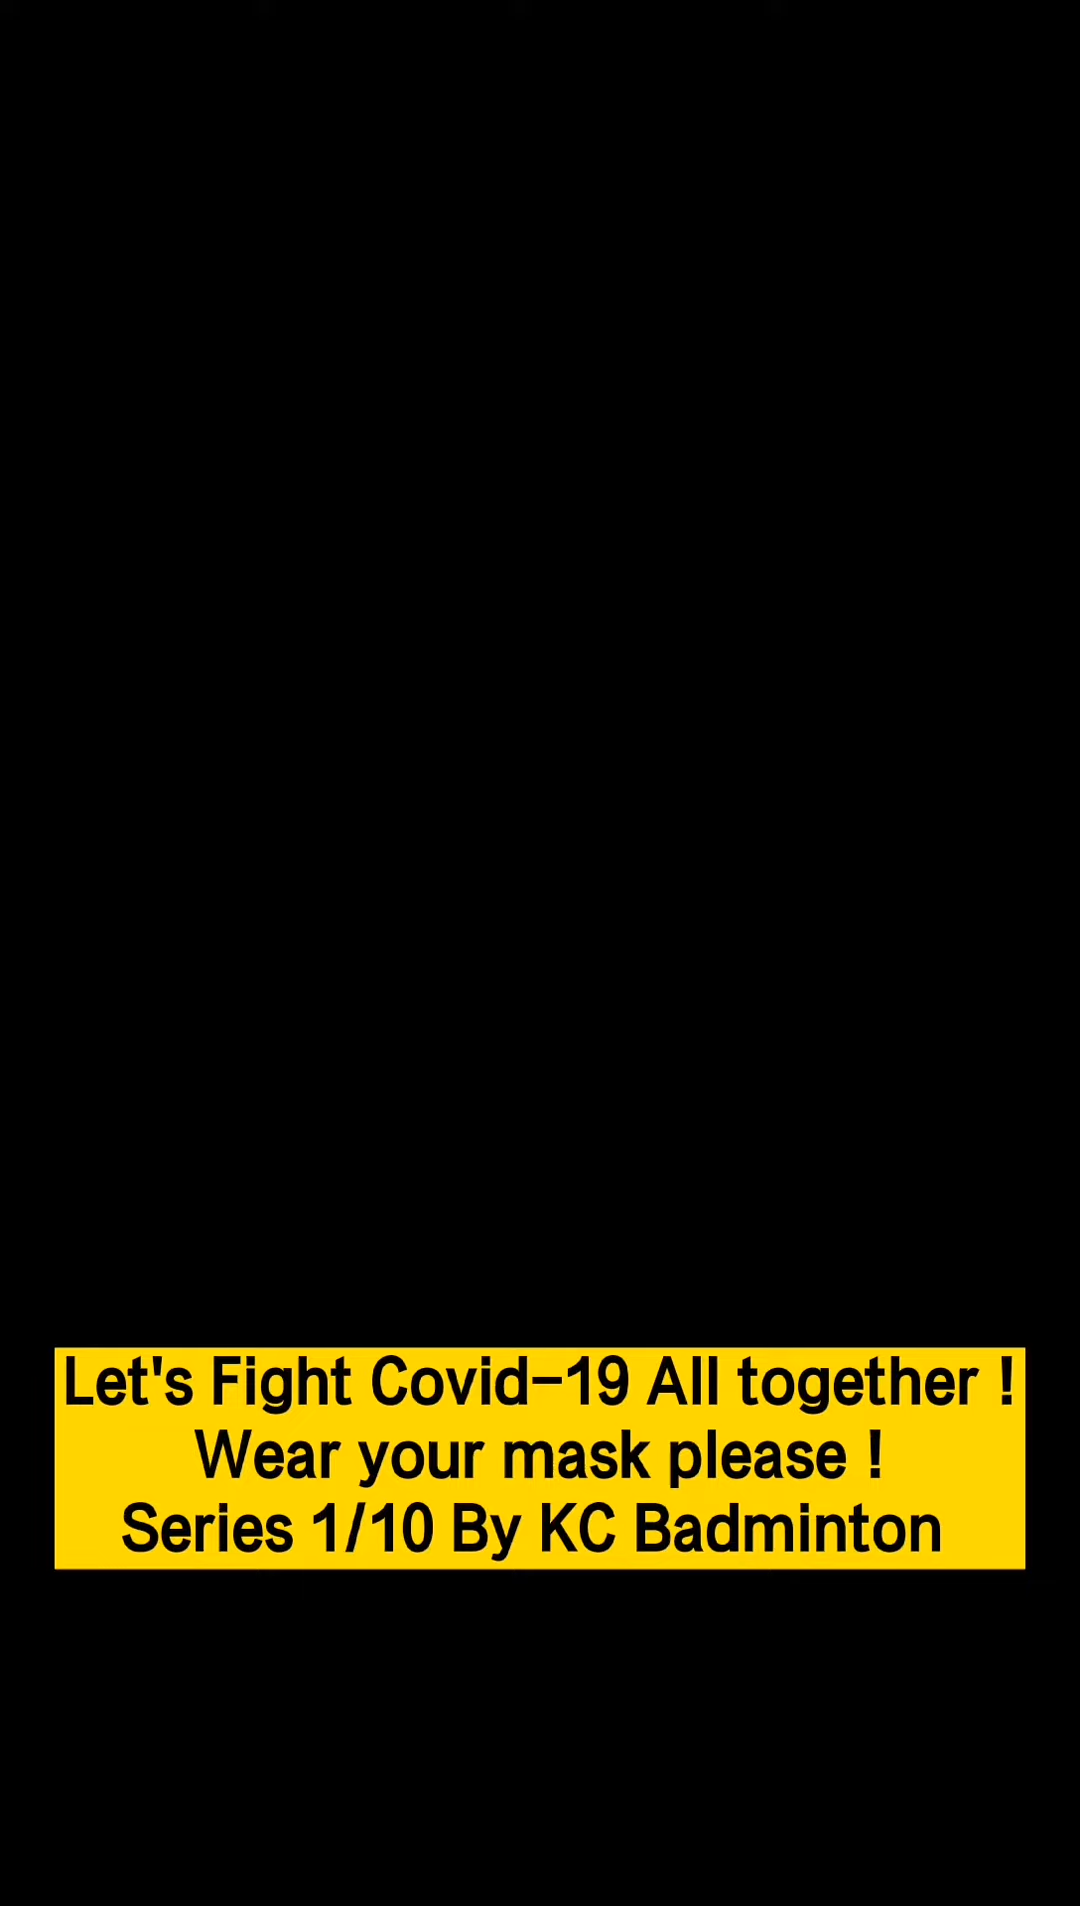 Let's Fight Covid-19 All together !
Wear your mask please !
Series 1/10 By KC Badminton